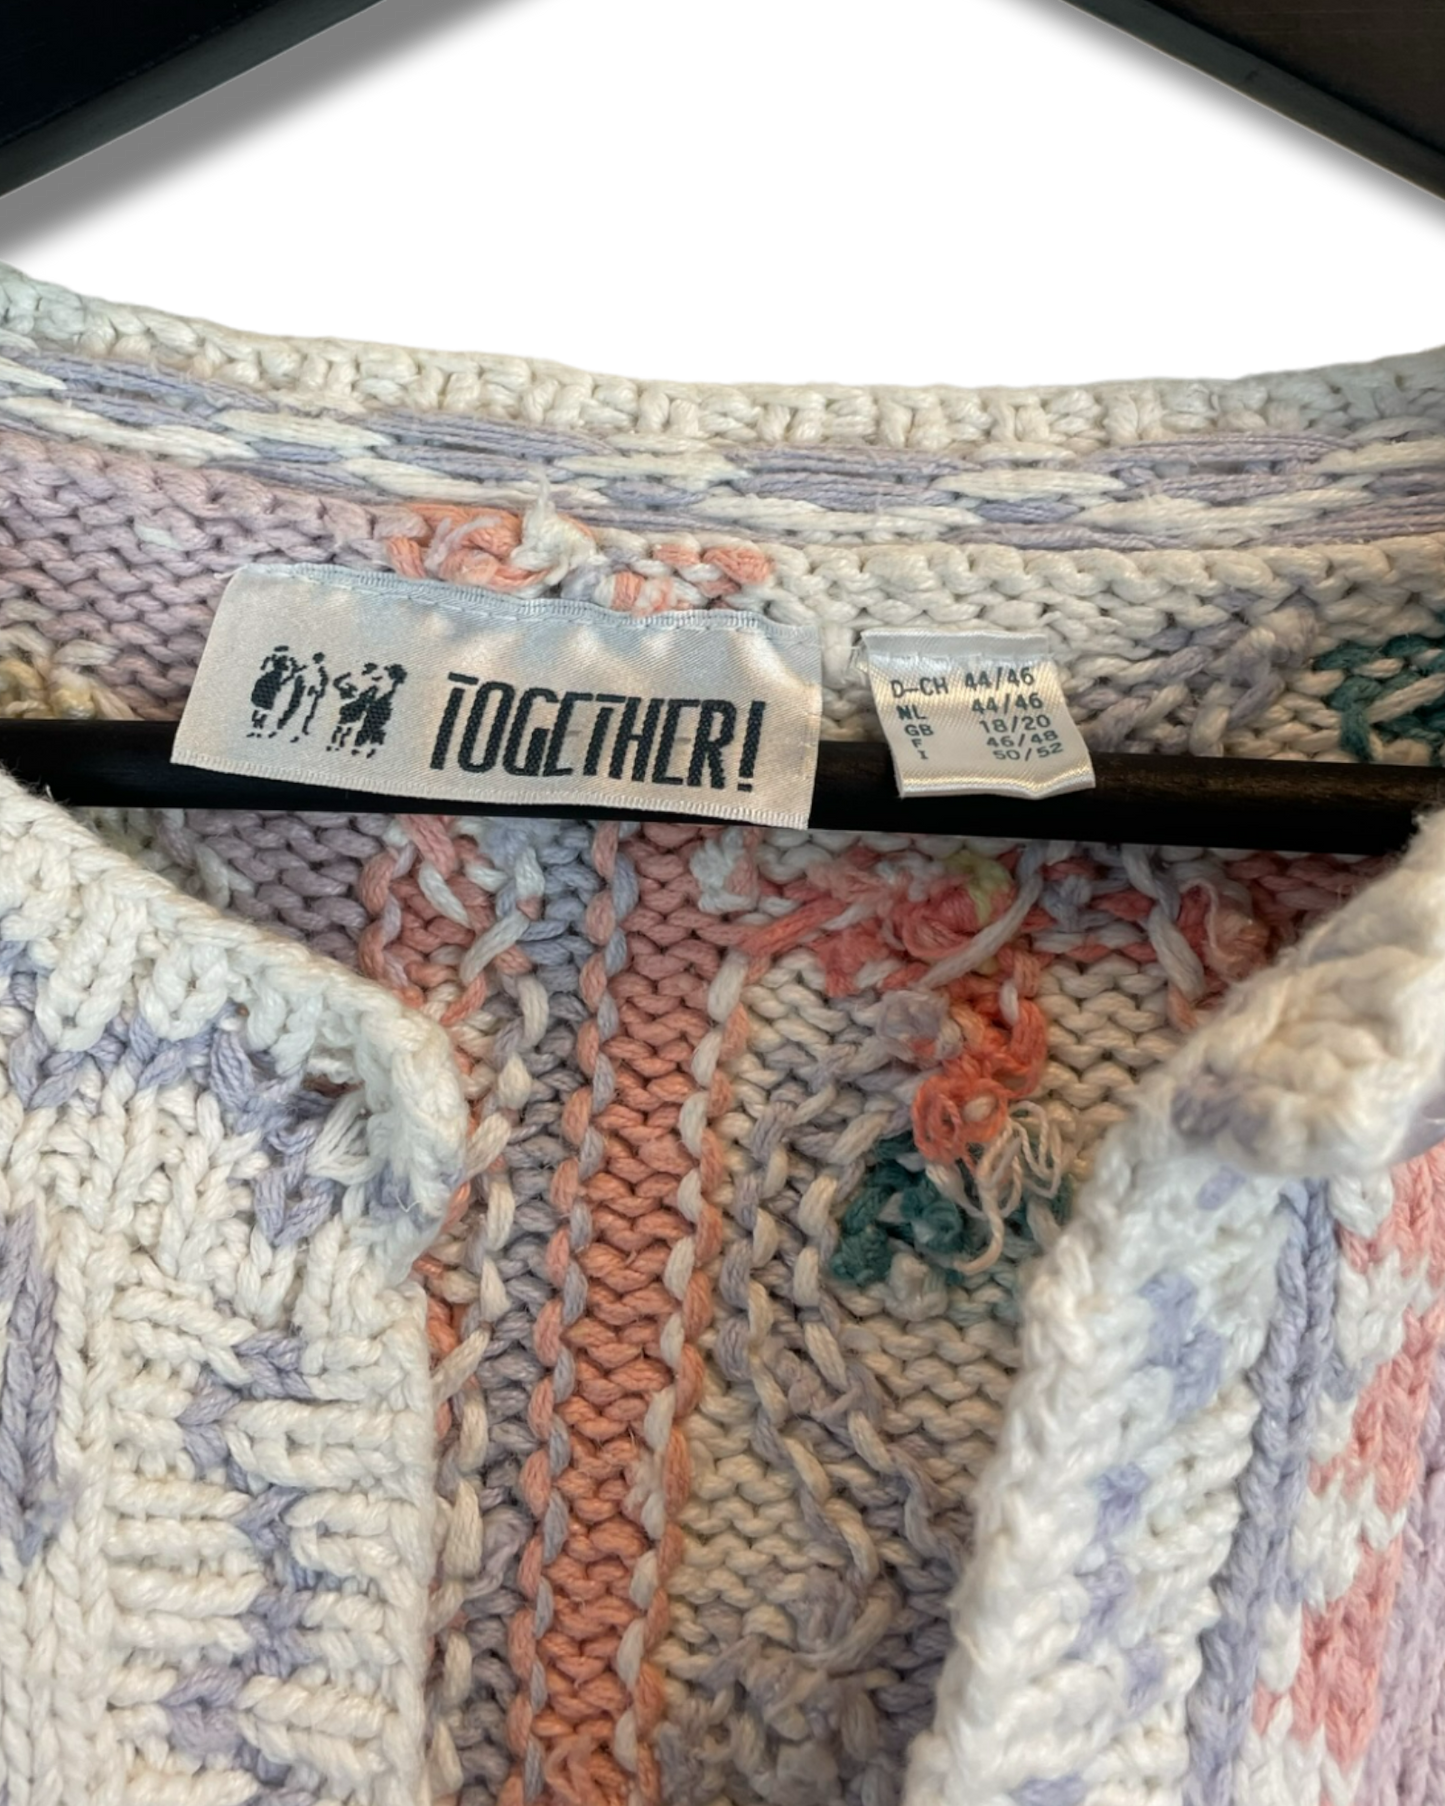 TOGETHER!
D-CH 44/46
NL 44/46
GB 18/20
F 46/48
I 50/52